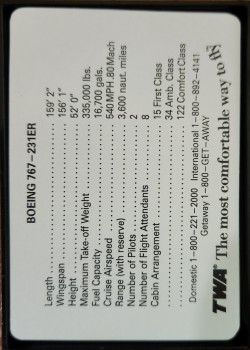 BOEING 767–231ER
Length ........................ 159' 2"
Wingspan ........................ 156' 1"
Height ........................ 52' 0"
Maximum Take-off Weight ............ 335,000 lbs.
Fuel Capacity .................... 16,700 gals.
Cruise Airspeed .............. 540 MPH-.80 Mach
Range (with reserve) .......... 3,600 naut. miles
Number of Pilots ........................ 2
Number of Flight Attendants .............. 8
Cabin Arrangement .............. 15 First Class
........................ 34 Amb. Class
........................ 122 Comfort Class
Domestic 1–800–221–2000 International 1–800–892–4141
Getaway 1–800–GET–AWAY
TWA The most comfortable way to fly.